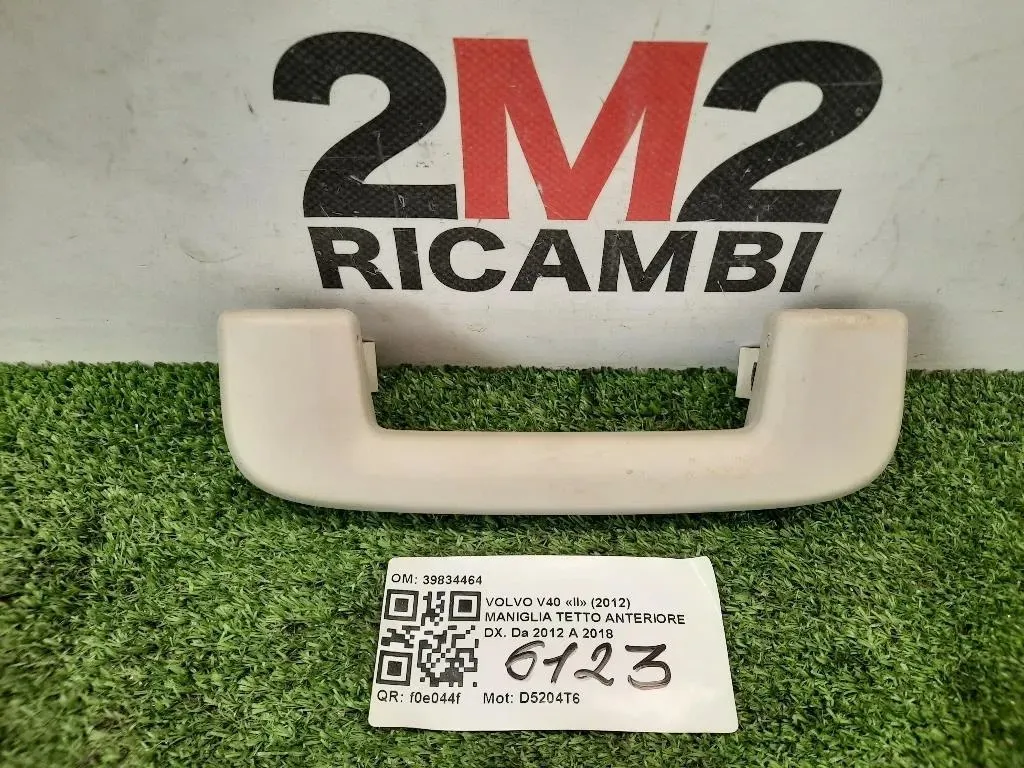 2M2
RICAMBI
OM: 39834464
VOLVO V40 «II» (2012)
MANIGLIA TETTO ANTERIORE
DX. Da 2012 A 2018
6123
QR: f0e044f Mot: D5204T6